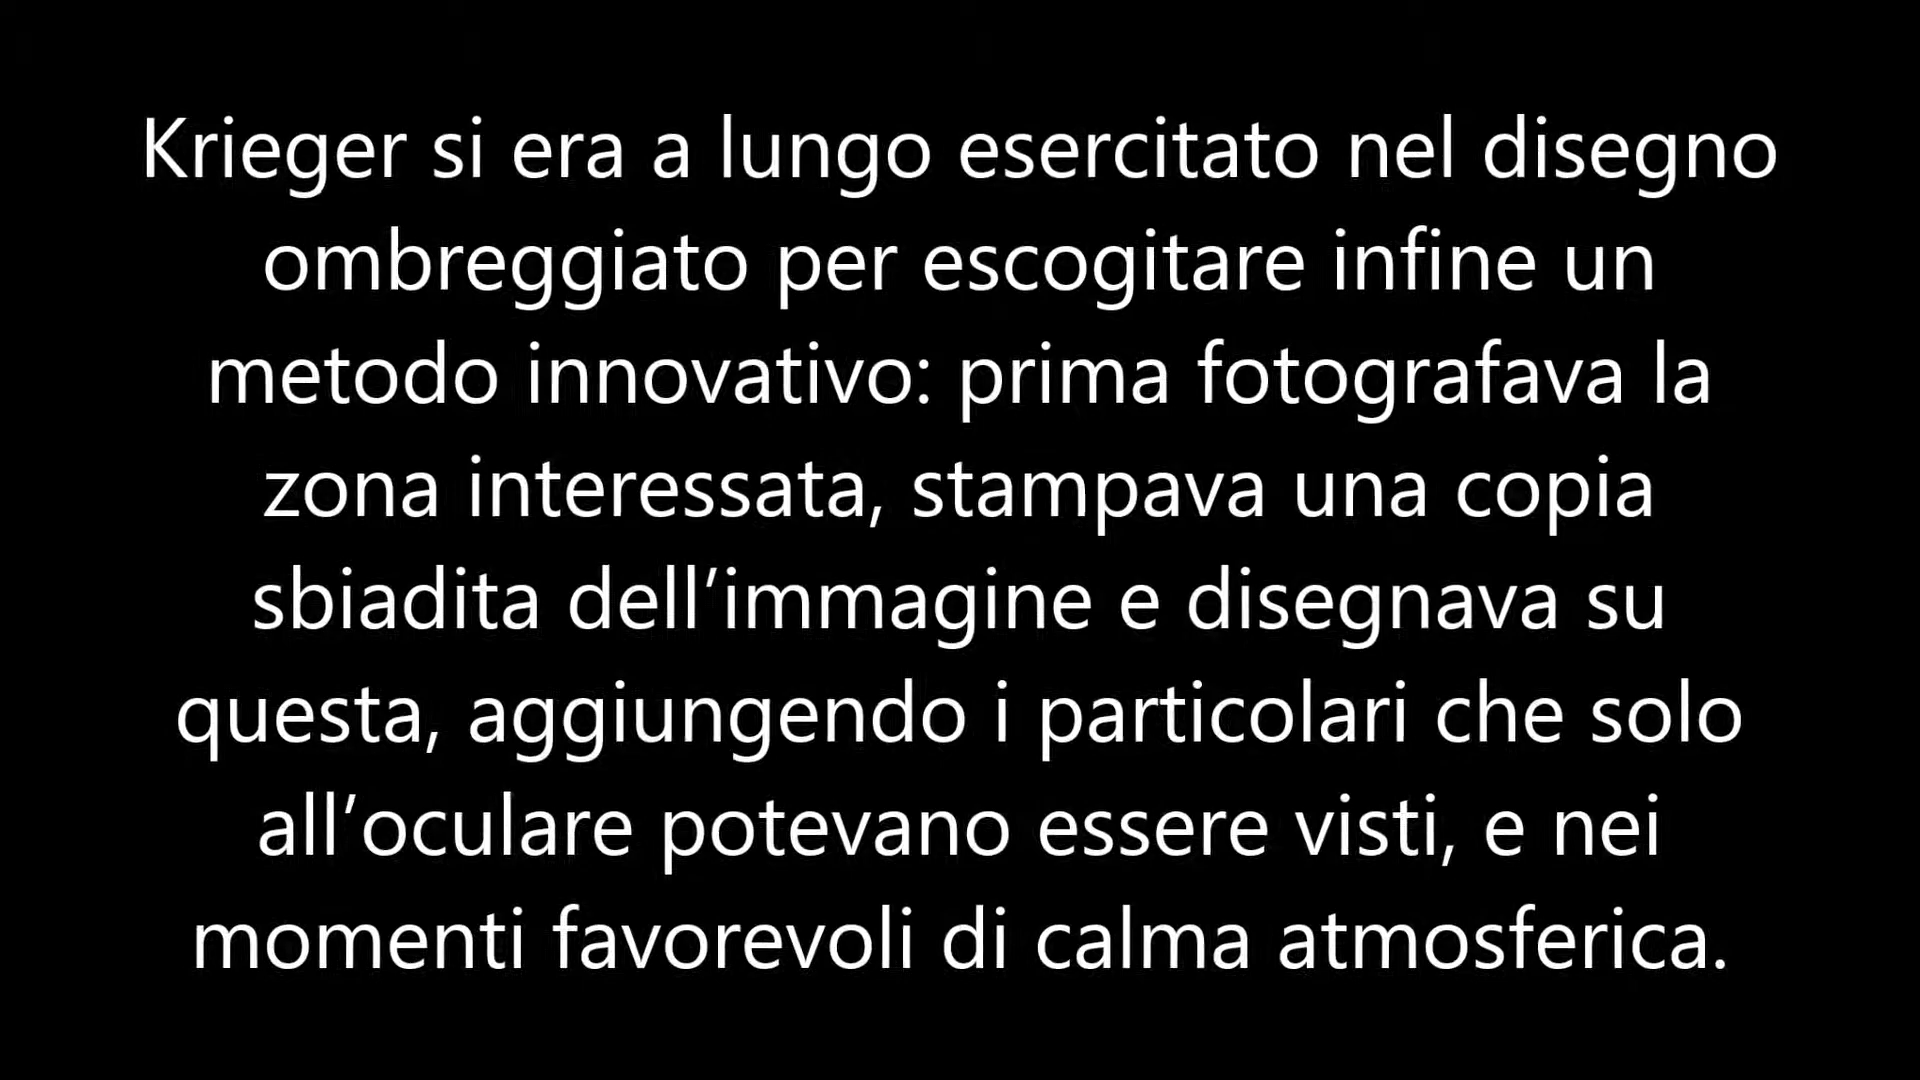 Krieger si era a lungo esercitato nel disegno
ombreggiato per escogitare infine un
metodo innovativo: prima fotografava la
zona interessata, stampava una copia
sbiadita dell’immagine e disegnava su
questa, aggiungendo i particolari che solo
all’oculare potevano essere visti, e nei
momenti favorevoli di calma atmosferica.